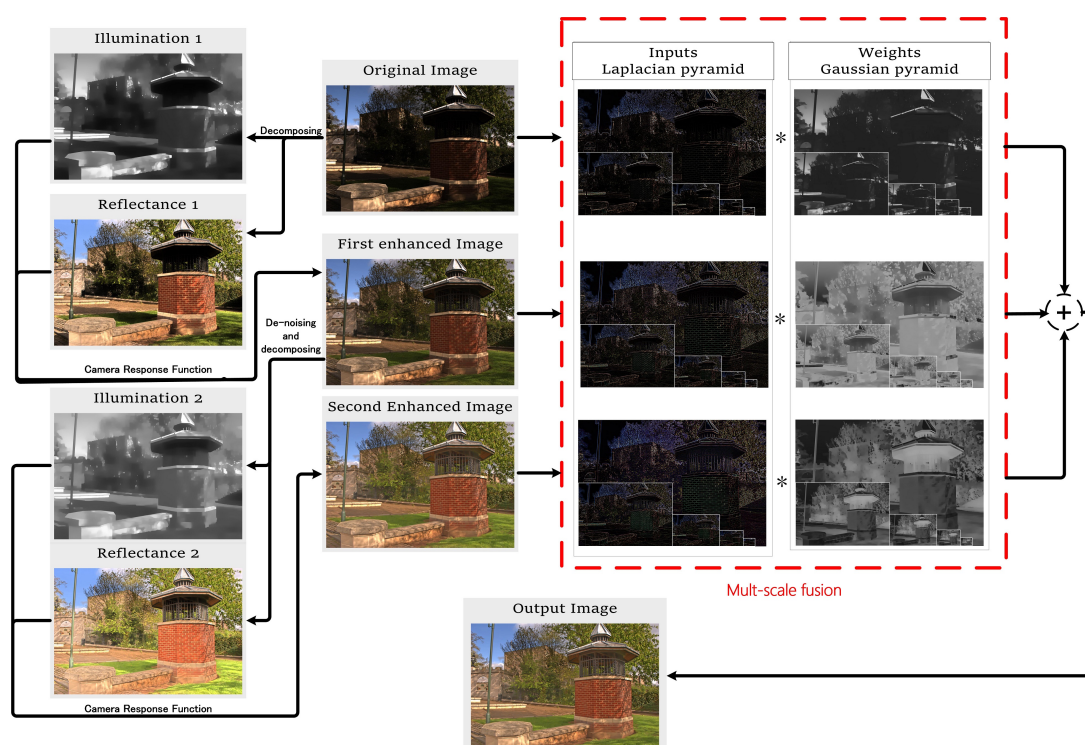 Illumination 1
Original Image
Inputs
Laplacian pyramid
Weights
Gaussian pyramid
Decomposing
*
Reflectance 1
First enhanced Image
De-noising
and
decomposing
*
+
Camera Response Function
Illumination 2
Second Enhanced Image
*
Reflectance 2
Mult-scale fusion
Output Image
Camera Response Function